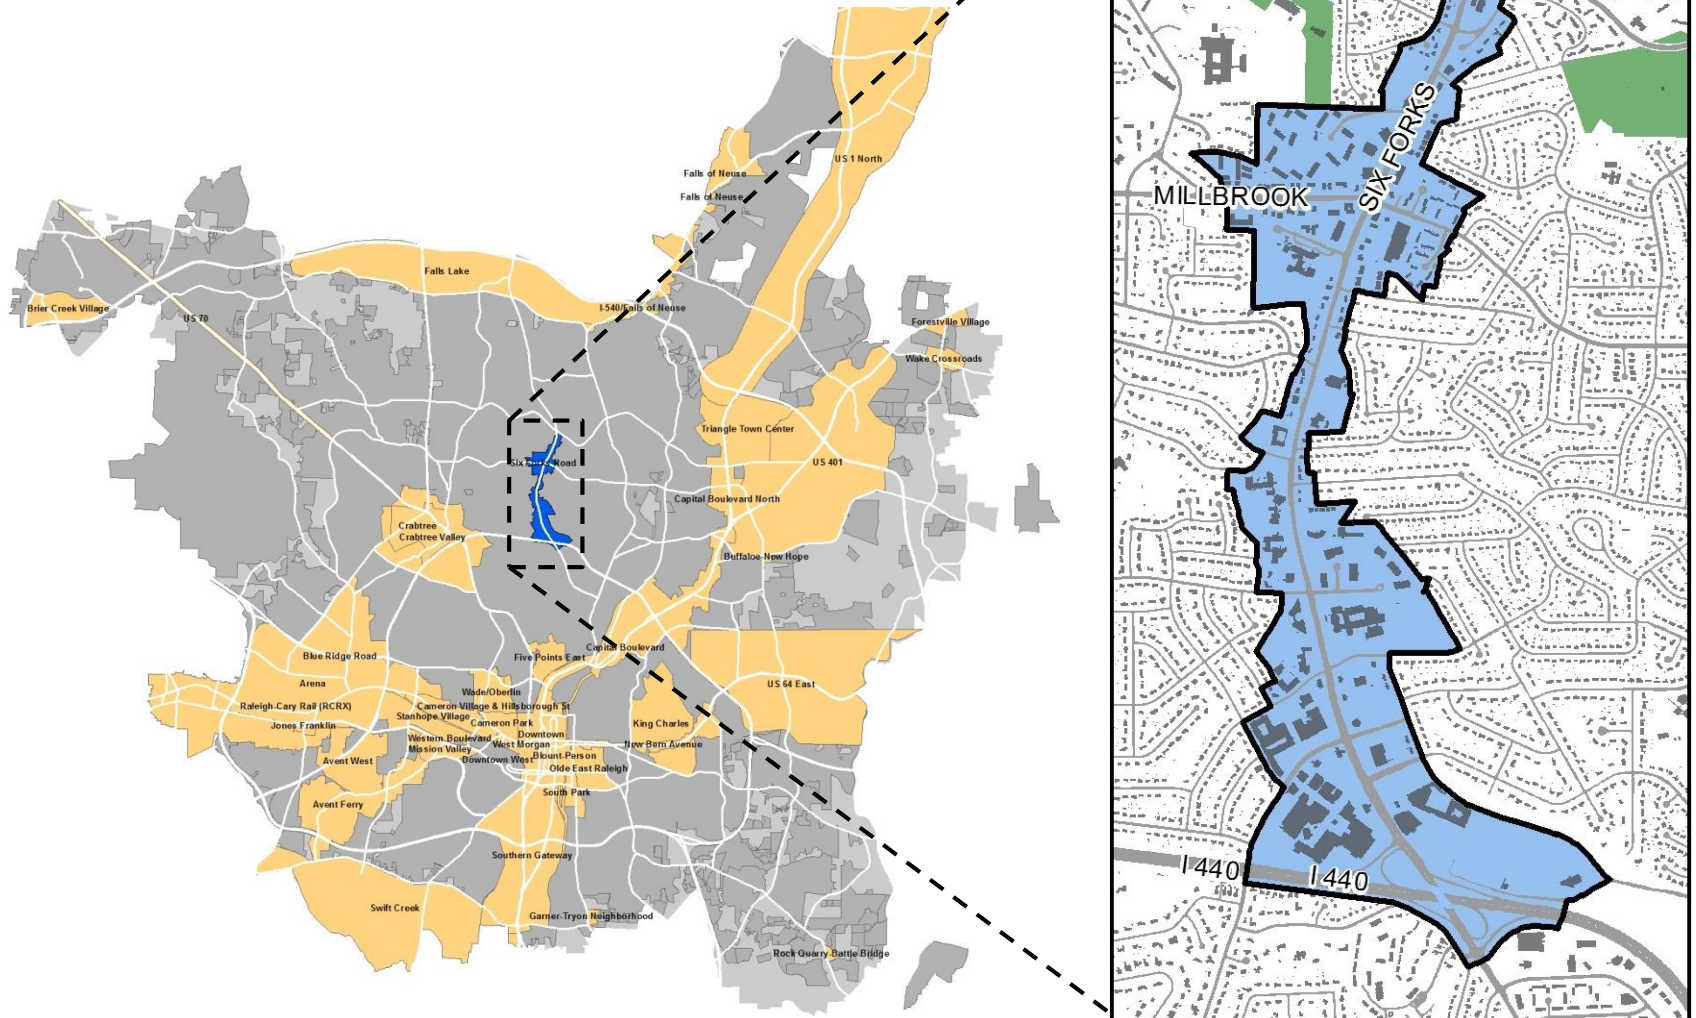 US 1 North
Falls of Neuse
Falls of Neuse
Falls Lake
I-540/Falls of Neuse
Brier Creek Village
US 70
Forestville Village
Wake Crossroads
Triangle Town Center
US 401
Six Forks Road
Capital Boulevard North
Crabtree
Crabtree Valley
Buffaloe-New Hope
Capital Boulevard
Five Points East
Blue Ridge Road
Arena
US 64 East
Wade/Oberlin
Raleigh-Cary Rail (RCRX)
Cameron Village & Hillsborough St
Stanhope Village
Cameron Park
King Charles
Jones Franklin
Downtown
Western Boulevard
West Morgan
New Bern Avenue
Mission Valley
Blount-Person
Avent West
Downtown West
Olde East Raleigh
South Park
Avent Ferry
Southern Gateway
Swift Creek
Garner-Tryon Neighborhood
Rock Quarry-Battle Bridge
SIX FORKS
MILLBROOK
I 440
I 440